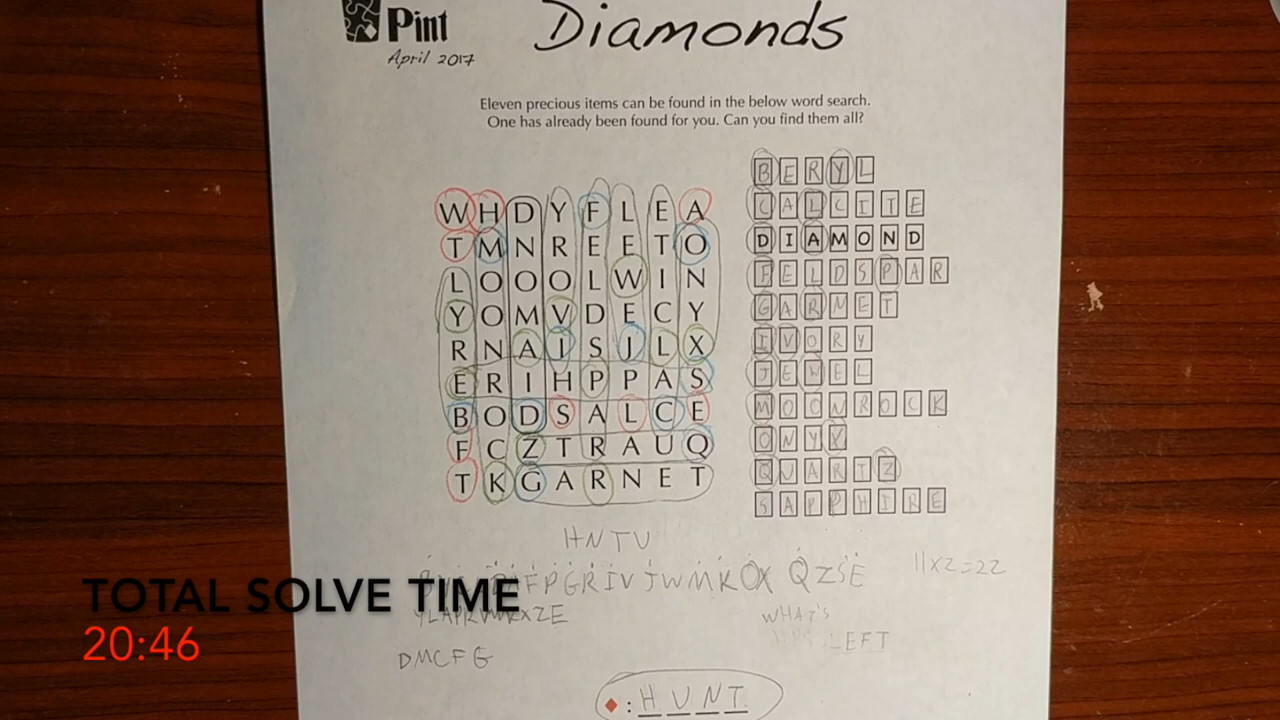 Pint
Diamonds
April 2017
Eleven precious items can be found in the below word search.
One has already been found for you. Can you find them all?
W H D Y F L E A
T M N R E E T O
L O O O L W I N
Y O M V D E C Y
R N A I S J L X
E R I H P P A S
B O D S A L C E
F C Z T R A U Q
T K G A R N E T
BERYL
CALCITE
DIAMOND
FELDSPAR
GARNET
IVORY
JEWEL
MOONROCK
ONYX
QUARTZ
SAPPHIRE
HNTU
FPGRIVJWMKOX QZSE
11x2=22
TOTAL SOLVE TIME
20:46
WHAT'S
LEFT
DMCFG
: HUNT